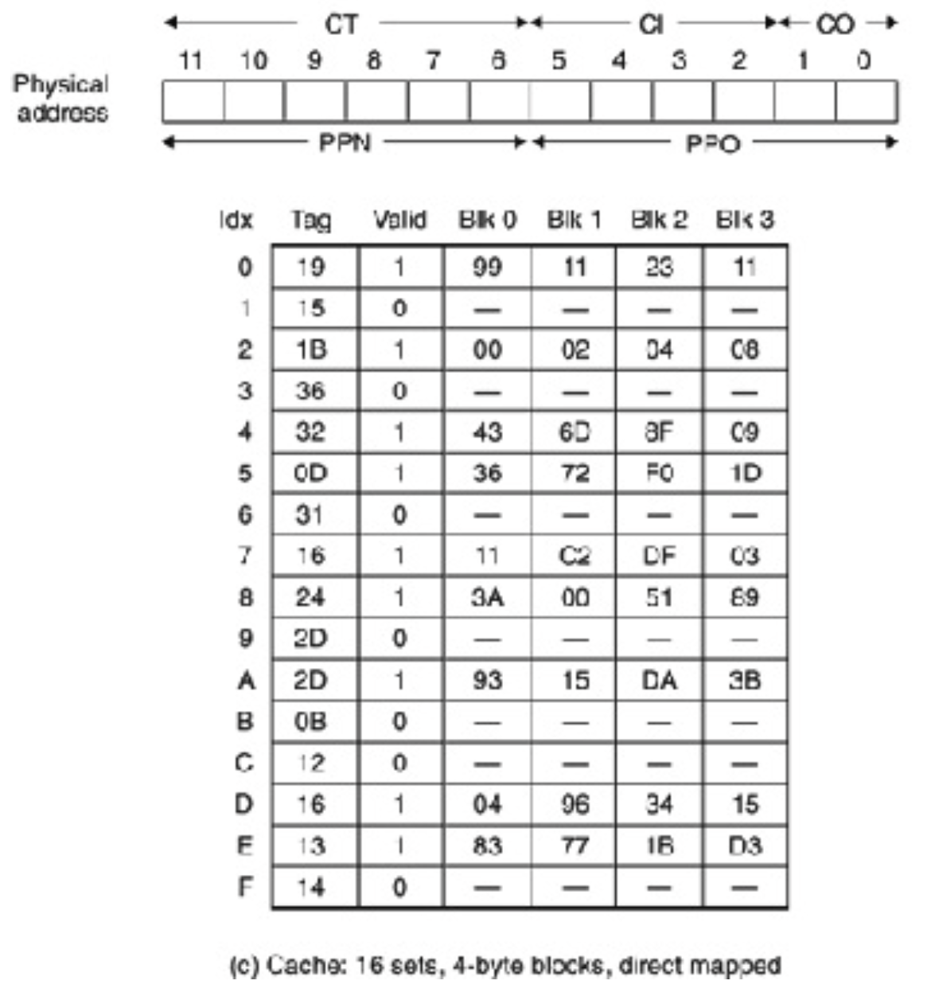 CT CI CO
11 10 9 8 7 6 5 4 3 2 1 0
Physical
address
PPN PPO
Idx Tag Valid Blk 0 Blk 1 Blk 2 Blk 3
0 19 1 99 11 23 11
1 15 0 — — — —
2 1B 1 00 02 04 08
3 36 0 — — — —
4 32 1 43 6D 8F 09
5 0D 1 36 72 F0 1D
6 31 0 — — — —
7 16 1 11 C2 DF 03
8 24 1 3A 00 51 89
9 2D 0 — — — —
A 2D 1 93 15 DA 3B
B 0B 0 — — — —
C 12 0 — — — —
D 16 1 04 96 34 15
E 13 1 83 77 1B D3
F 14 0 — — — —
(c) Cache: 16 sets, 4-byte blocks, direct mapped